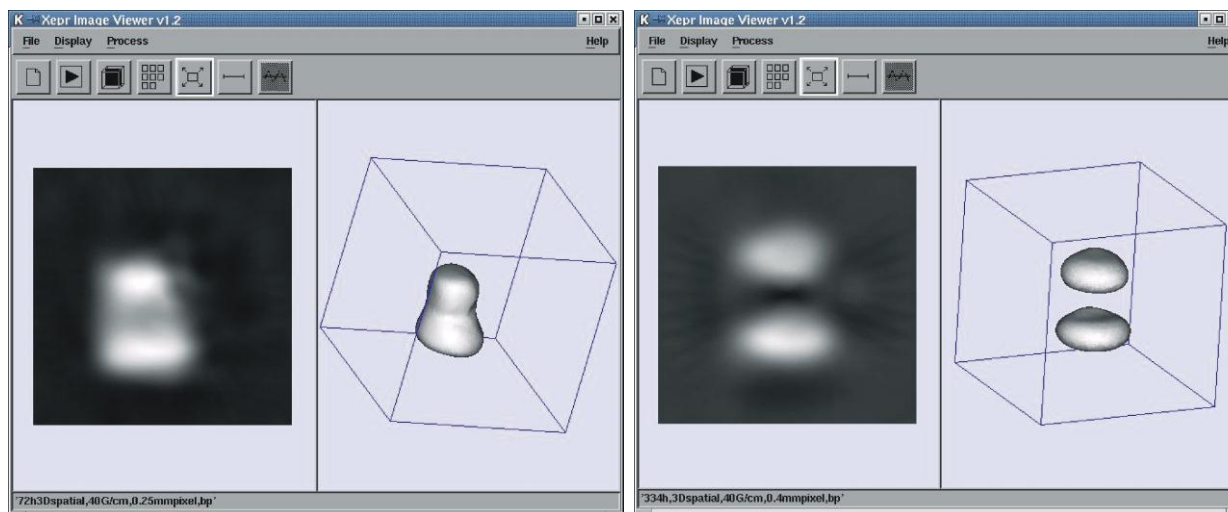 Xepr Image Viewer v1.2
File Display Process Help
'72h3Dspatial,40G/cm,0.25mmpixel,bp'
Xepr Image Viewer v1.2
File Display Process Help
'334h,3Dspatial,40G/cm,0.4mmpixel,bp'